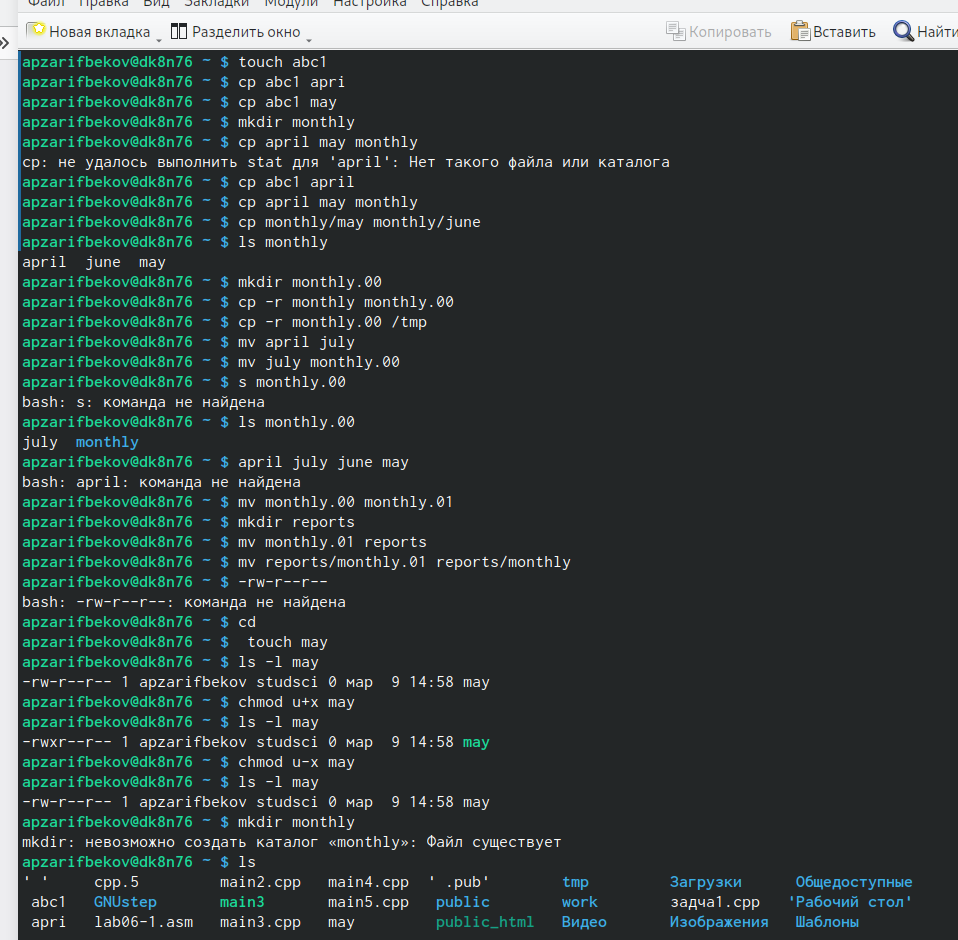 Файл Правка Вид Закладки Модули Настройка Справка
Новая вкладка Разделить окно Копировать Вставить Найти
apzarifbekov@dk8n76 ~ $ touch abc1
apzarifbekov@dk8n76 ~ $ cp abc1 apri
apzarifbekov@dk8n76 ~ $ cp abc1 may
apzarifbekov@dk8n76 ~ $ mkdir monthly
apzarifbekov@dk8n76 ~ $ cp april may monthly
cp: не удалось выполнить stat для 'april': Нет такого файла или каталога
apzarifbekov@dk8n76 ~ $ cp abc1 april
apzarifbekov@dk8n76 ~ $ cp april may monthly
apzarifbekov@dk8n76 ~ $ cp monthly/may monthly/june
apzarifbekov@dk8n76 ~ $ ls monthly
april  june  may
apzarifbekov@dk8n76 ~ $ mkdir monthly.00
apzarifbekov@dk8n76 ~ $ cp -r monthly monthly.00
apzarifbekov@dk8n76 ~ $ cp -r monthly.00 /tmp
apzarifbekov@dk8n76 ~ $ mv april july
apzarifbekov@dk8n76 ~ $ mv july monthly.00
apzarifbekov@dk8n76 ~ $ s monthly.00
bash: s: команда не найдена
apzarifbekov@dk8n76 ~ $ ls monthly.00
july  monthly
apzarifbekov@dk8n76 ~ $ april july june may
bash: april: команда не найдена
apzarifbekov@dk8n76 ~ $ mv monthly.00 monthly.01
apzarifbekov@dk8n76 ~ $ mkdir reports
apzarifbekov@dk8n76 ~ $ mv monthly.01 reports
apzarifbekov@dk8n76 ~ $ mv reports/monthly.01 reports/monthly
apzarifbekov@dk8n76 ~ $ -rw-r--r--
bash: -rw-r--r--: команда не найдена
apzarifbekov@dk8n76 ~ $ cd
apzarifbekov@dk8n76 ~ $  touch may
apzarifbekov@dk8n76 ~ $ ls -l may
-rw-r--r-- 1 apzarifbekov studsci 0 мар  9 14:58 may
apzarifbekov@dk8n76 ~ $ chmod u+x may
apzarifbekov@dk8n76 ~ $ ls -l may
-rwxr--r-- 1 apzarifbekov studsci 0 мар  9 14:58 may
apzarifbekov@dk8n76 ~ $ chmod u-x may
apzarifbekov@dk8n76 ~ $ ls -l may
-rw-r--r-- 1 apzarifbekov studsci 0 мар  9 14:58 may
apzarifbekov@dk8n76 ~ $ mkdir monthly
mkdir: невозможно создать каталог «monthly»: Файл существует
apzarifbekov@dk8n76 ~ $ ls
' '     cpp.5         main2.cpp   main4.cpp  ' .pub'        tmp         Загрузки      Общедоступные
 abc1   GNUstep       main3       main5.cpp   public        work        задча1.cpp   'Рабочий стол'
 apri   lab06-1.asm   main3.cpp   may         public_html   Видео       Изображения   Шаблоны